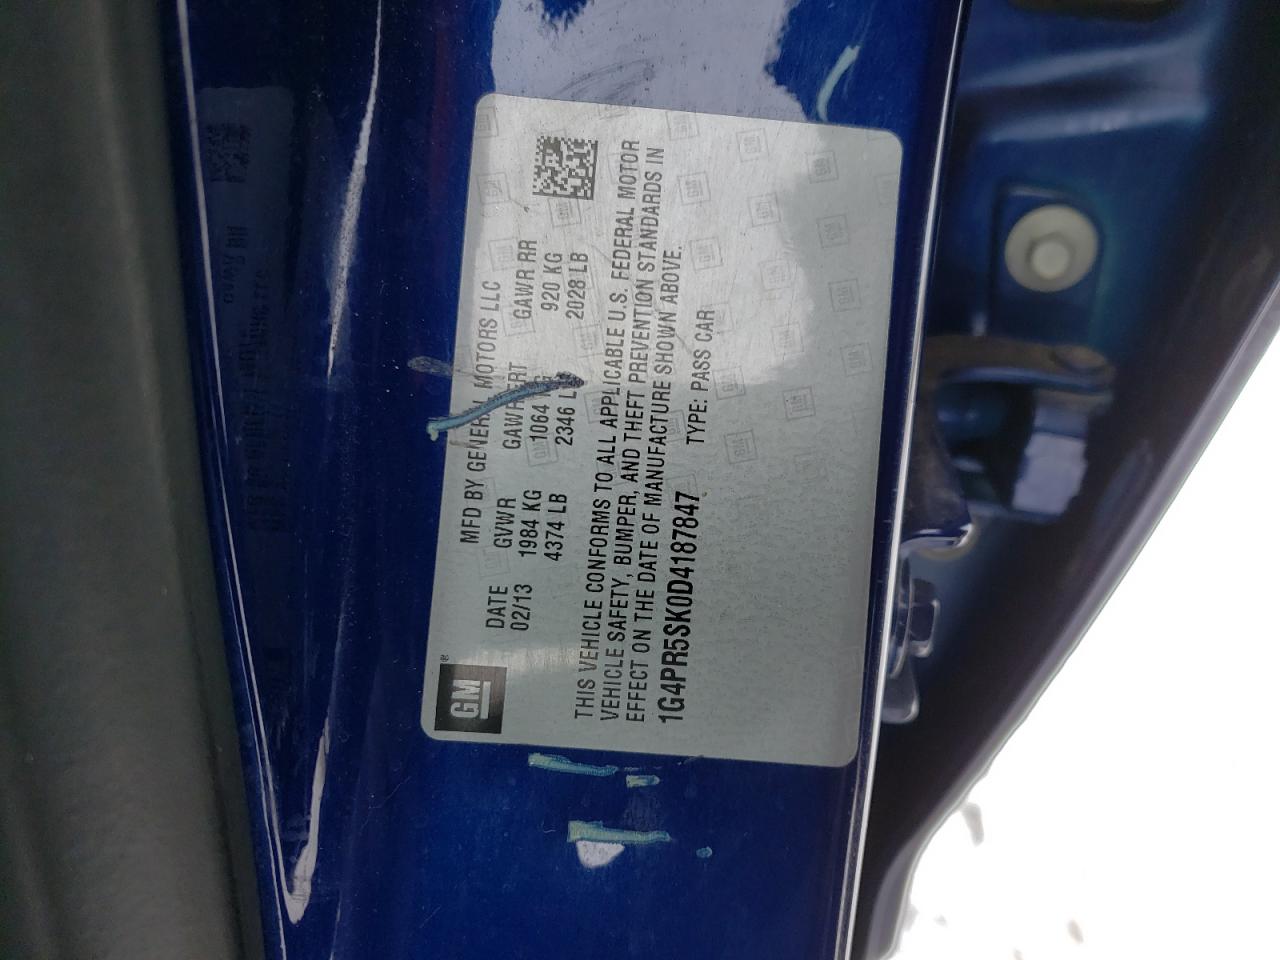 GM®
MFD BY GENERAL MOTORS LLC
DATE GVWR GAWR FRT GAWR RR
02/13 1984 KG 1064 KG 920 KG
4374 LB 2346 LB 2028 LB
THIS VEHICLE CONFORMS TO ALL APPLICABLE U.S. FEDERAL MOTOR
VEHICLE SAFETY, BUMPER, AND THEFT PREVENTION STANDARDS IN
EFFECT ON THE DATE OF MANUFACTURE SHOWN ABOVE.
1G4PR5SK0D4187847 TYPE: PASS CAR